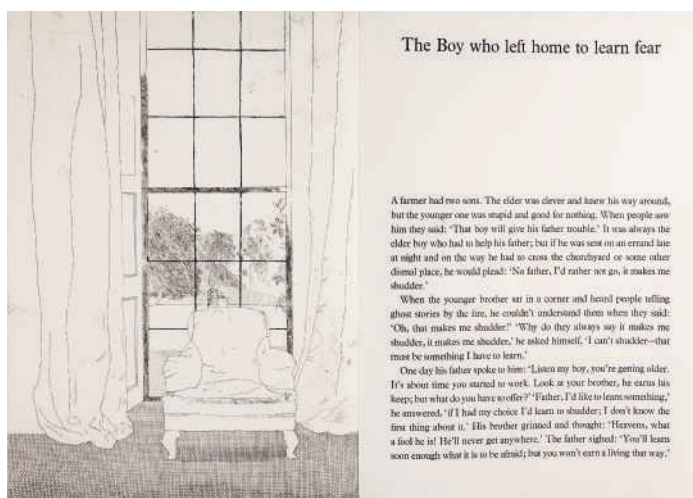 The Boy who left home to learn fear
A farmer had two sons. The elder was clever and knew his way around,
but the younger one was stupid and good for nothing. When people saw
him they said: 'That boy will give his father trouble.' It was always the
elder boy who had to help his father; but if he was sent on an errand late
at night and on the way he had to cross the churchyard or some other
dismal place, he would plead: 'No father, I'd rather not go, it makes me
shudder.'
When the younger brother sat in a corner and heard people telling
ghost stories by the fire, he couldn't understand them when they said:
'Oh, that makes me shudder!' 'Why do they always say it makes me
shudder, it makes me shudder,' he asked himself, 'I can't shudder—that
must be something I have to learn.'
One day his father spoke to him: 'Listen my boy, you're getting older.
It's about time you started to work. Look at your brother, he earns his
keep; but what do you have to offer?' 'Father, I'd like to learn something,'
he answered, 'if I had my choice I'd learn to shudder; I don't know the
first thing about it.' His brother grinned and thought: 'Heavens, what
a fool he is! He'll never get anywhere.' The father sighed: 'You'll learn
soon enough what it is to be afraid; but you won't earn a living that way.'